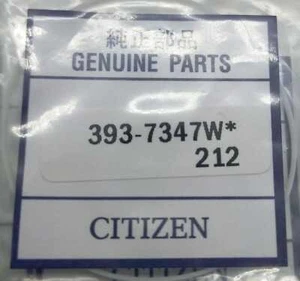 純正部品
GENUINE PARTS
393-7347W*
212
CITIZEN